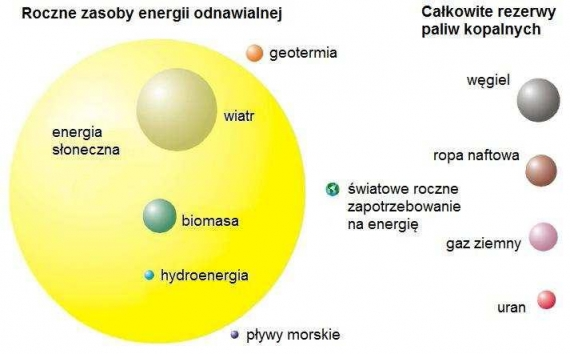 Roczne zasoby energii odnawialnej
geotermia
wiatr
energia
słoneczna
biomasa
hydroenergia
pływy morskie
światowe roczne
zapotrzebowanie
na energię
Całkowite rezerwy
paliw kopalnych
węgiel
ropa naftowa
gaz ziemny
uran